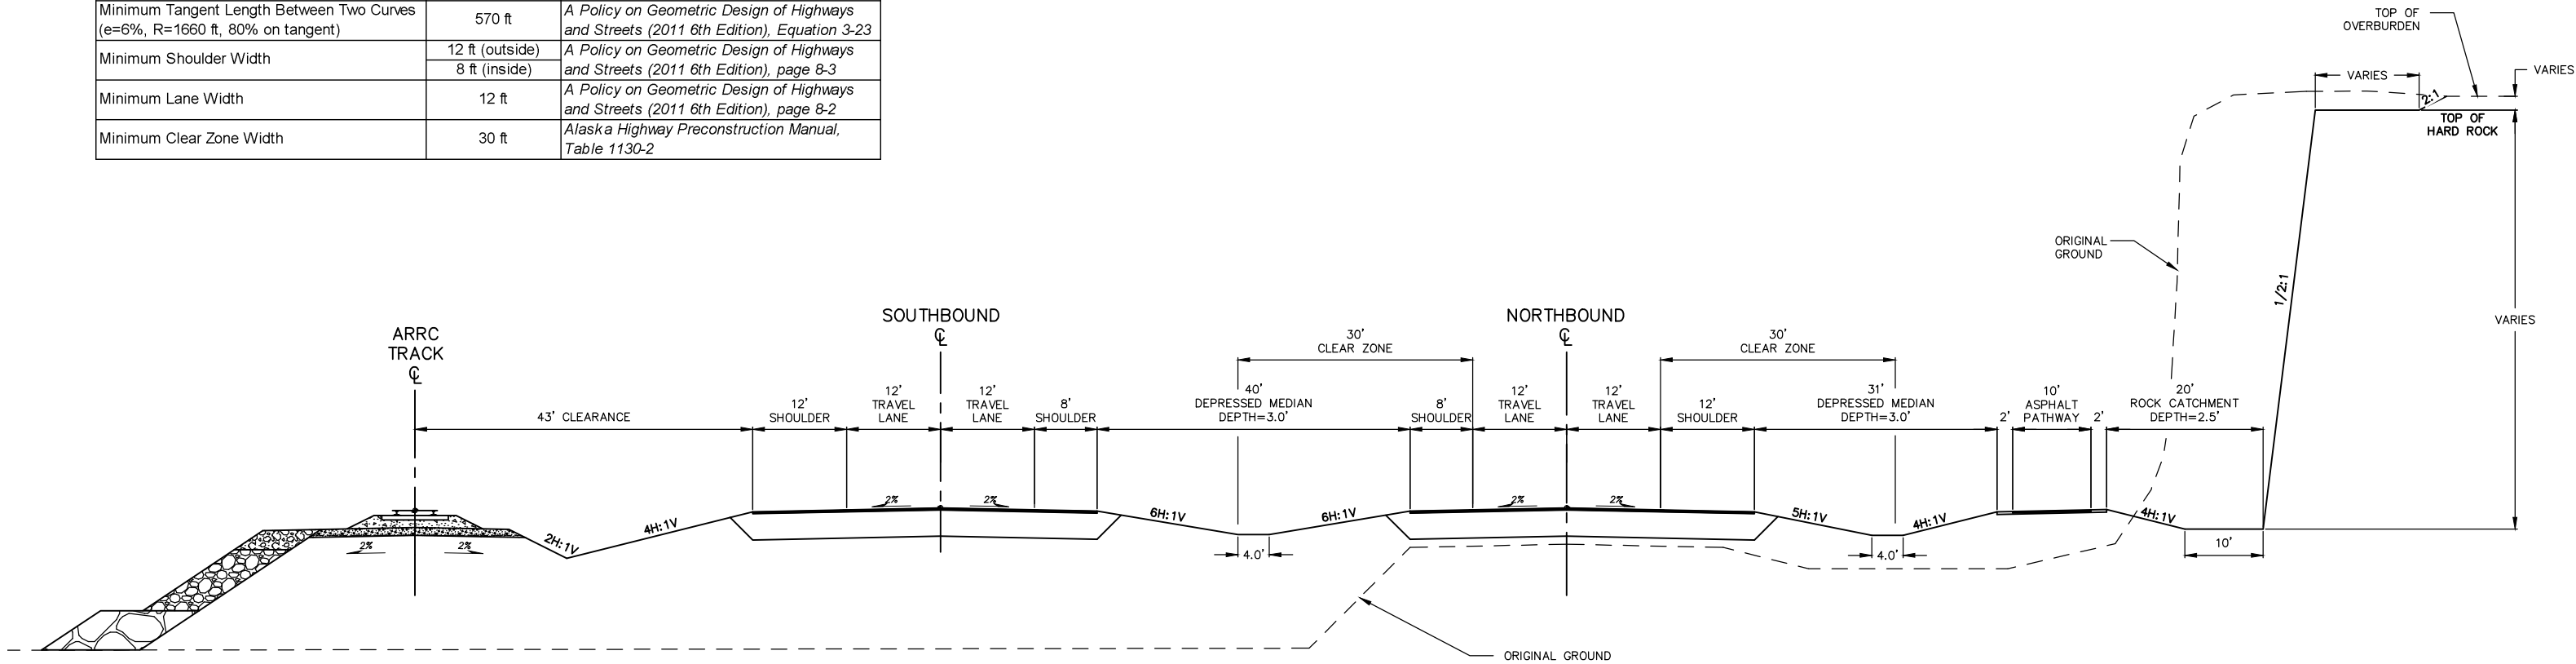 Minimum Tangent Length Between Two Curves
(e=6%, R=1660 ft, 80% on tangent)
570 ft
A Policy on Geometric Design of Highways
and Streets (2011 6th Edition), Equation 3-23
Minimum Shoulder Width
12 ft (outside)
8 ft (inside)
A Policy on Geometric Design of Highways
and Streets (2011 6th Edition), page 8-3
Minimum Lane Width
12 ft
A Policy on Geometric Design of Highways
and Streets (2011 6th Edition), page 8-2
Minimum Clear Zone Width
30 ft
Alaska Highway Preconstruction Manual,
Table 1130-2
TOP OF
OVERBURDEN
VARIES
VARIES
2:1
TOP OF
HARD ROCK
ORIGINAL
GROUND
1/2:1
VARIES
ARRC
TRACK
℄
SOUTHBOUND
℄
NORTHBOUND
℄
30'
CLEAR ZONE
30'
CLEAR ZONE
43' CLEARANCE
12'
SHOULDER
12'
TRAVEL
LANE
12'
TRAVEL
LANE
8'
SHOULDER
40'
DEPRESSED MEDIAN
DEPTH=3.0'
8'
SHOULDER
12'
TRAVEL
LANE
12'
TRAVEL
LANE
12'
SHOULDER
31'
DEPRESSED MEDIAN
DEPTH=3.0'
2'
10'
ASPHALT
PATHWAY
2'
20'
ROCK CATCHMENT
DEPTH=2.5'
2%
2%
2%
2%
2%
2%
2H:1V
4H:1V
6H:1V
4.0'
6H:1V
5H:1V
4.0'
4H:1V
4H:1V
10'
ORIGINAL GROUND